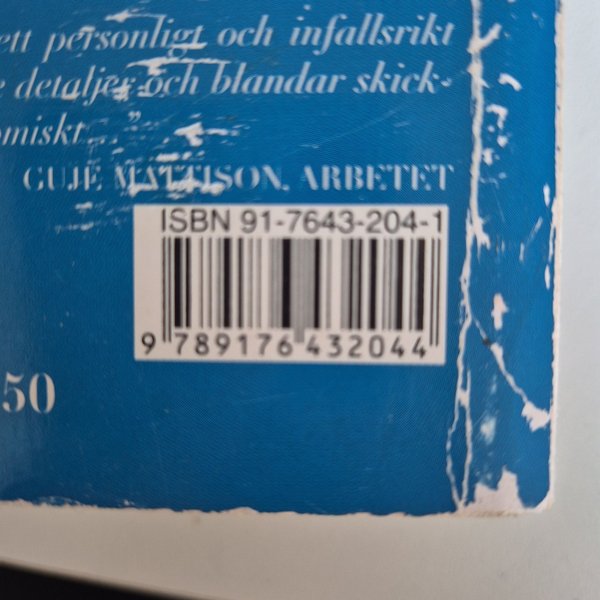 ett personligt och infallsrikt
detaljer och blandar skick-
omiskt..."
GUJE MATTISON, ARBETET
ISBN 91-7643-204-1
9 789176 432044
50